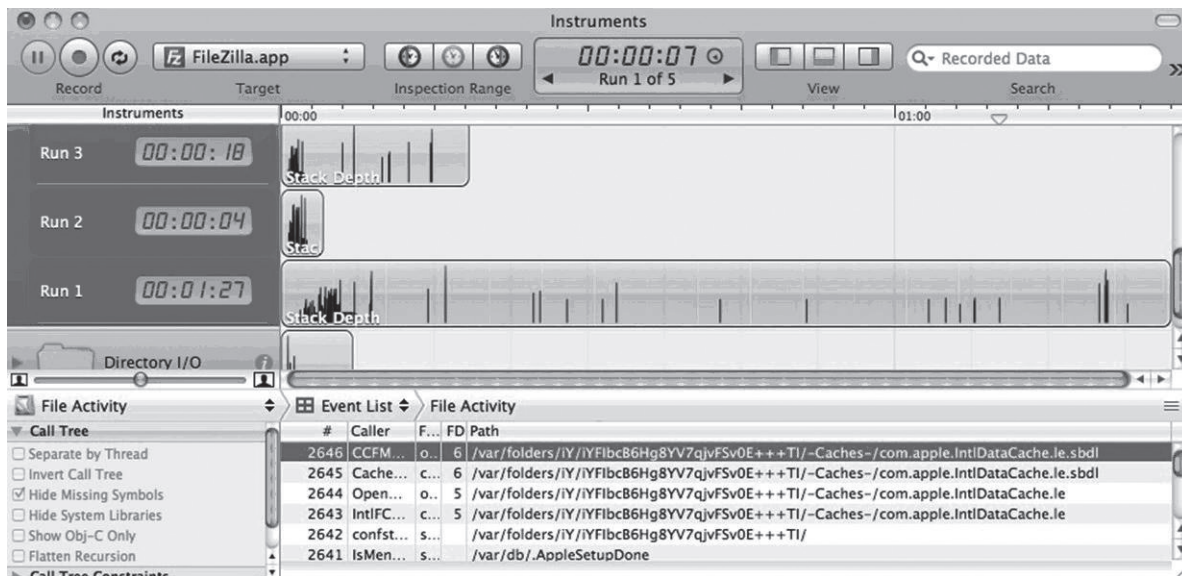 Instruments
FileZilla.app
00:00:07
Run 1 of 5
Recorded Data
Record
Target
Inspection Range
View
Search
Instruments
00:00
01:00
Run 3
00:00:18
Stack Depth
Run 2
00:00:04
Stac
Run 1
00:01:27
Stack Depth
Directory I/O
File Activity
Event List
File Activity
Call Tree
Separate by Thread
Invert Call Tree
Hide Missing Symbols
Hide System Libraries
Show Obj-C Only
Flatten Recursion
Call Tree Constraints
# Caller F... FD Path
2646 CCFM... o.. 6 /var/folders/iY/iYFIbcB6Hg8YV7qjvFSv0E+++TI/-Caches-/com.apple.IntlDataCache.le.sbdl
2645 Cache... c... 6 /var/folders/iY/iYFIbcB6Hg8YV7qjvFSv0E+++TI/-Caches-/com.apple.IntlDataCache.le.sbdl
2644 Open... o.. 5 /var/folders/iY/iYFIbcB6Hg8YV7qjvFSv0E+++TI/-Caches-/com.apple.IntlDataCache.le
2643 IntlFC... c... 5 /var/folders/iY/iYFIbcB6Hg8YV7qjvFSv0E+++TI/-Caches-/com.apple.IntlDataCache.le
2642 confst... s... /var/folders/iY/iYFIbcB6Hg8YV7qjvFSv0E+++TI/
2641 IsMen... s... /var/db/.AppleSetupDone